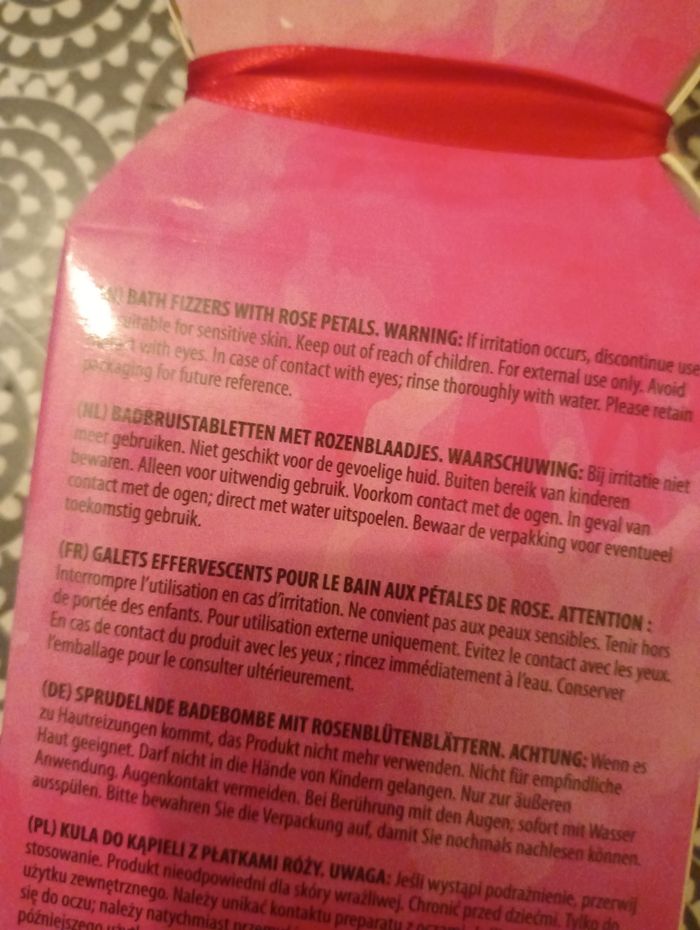 BATH FIZZERS WITH ROSE PETALS. WARNING: If irritation occurs, discontinue use
for sensitive skin. Keep out of reach of children. For external use only. Avoid
with eyes. In case of contact with eyes; rinse thoroughly with water. Please retain
packaging for future reference.
(NL) BADBRUISTABLETTEN MET ROZENBLAADJES. WAARSCHUWING: Bij irritatie niet
meer gebruiken. Niet geschikt voor de gevoelige huid. Buiten bereik van kinderen
bewaren. Alleen voor uitwendig gebruik. Voorkom contact met de ogen. In geval van
contact met de ogen; direct met water uitspoelen. Bewaar de verpakking voor eventueel
toekomstig gebruik.
(FR) GALETS EFFERVESCENTS POUR LE BAIN AUX PÉTALES DE ROSE. ATTENTION :
Interrompre l'utilisation en cas d'irritation. Ne convient pas aux peaux sensibles. Tenir hors
de portée des enfants. Pour utilisation externe uniquement. Evitez le contact avec les yeux.
En cas de contact du produit avec les yeux ; rincez immédiatement à l'eau. Conserver
l'emballage pour le consulter ultérieurement.
(DE) SPRUDELNDE BADEBOMBE MIT ROSENBLÜTENBLÄTTERN. ACHTUNG: Wenn es
zu Hautreizungen kommt, das Produkt nicht mehr verwenden. Nicht für empfindliche
Haut geeignet. Darf nicht in die Hände von Kindern gelangen. Nur zur äußeren
Anwendung. Augenkontakt vermeiden. Bei Berührung mit den Augen; sofort mit Wasser
ausspülen. Bitte bewahren Sie die Verpackung auf, damit Sie nochmals nachlesen können.
(PL) KULA DO KĄPIELI Z PŁATKAMI RÓŻY. UWAGA: Jeśli wystąpi podrażnienie, przerwij
stosowanie. Produkt nieodpowiedni dla skóry wrażliwej. Chronić przed dziećmi. Tylko do
użytku zewnętrznego. Należy unikać kontaktu preparatu z
się do oczu; należy natychmiast
późniejszego